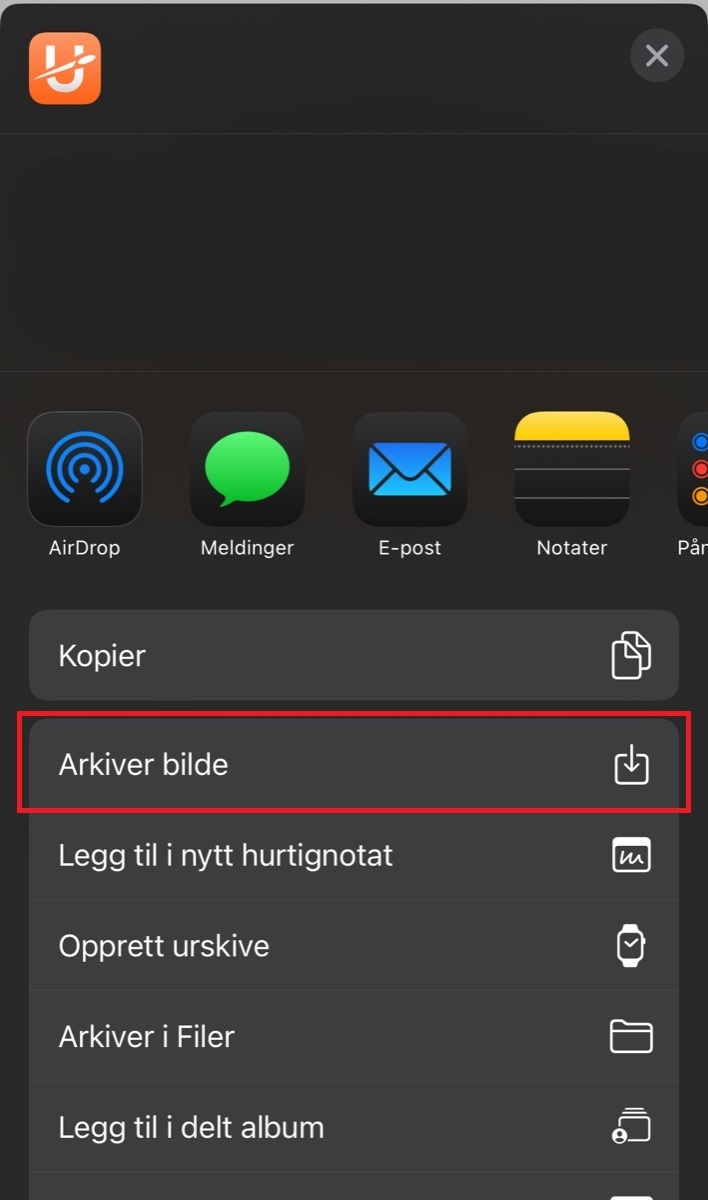 AirDrop
Meldinger
E-post
Notater
Kopier
Arkiver bilde
Legg til i nytt hurtignotat
Opprett urskive
Arkiver i Filer
Legg til i delt album